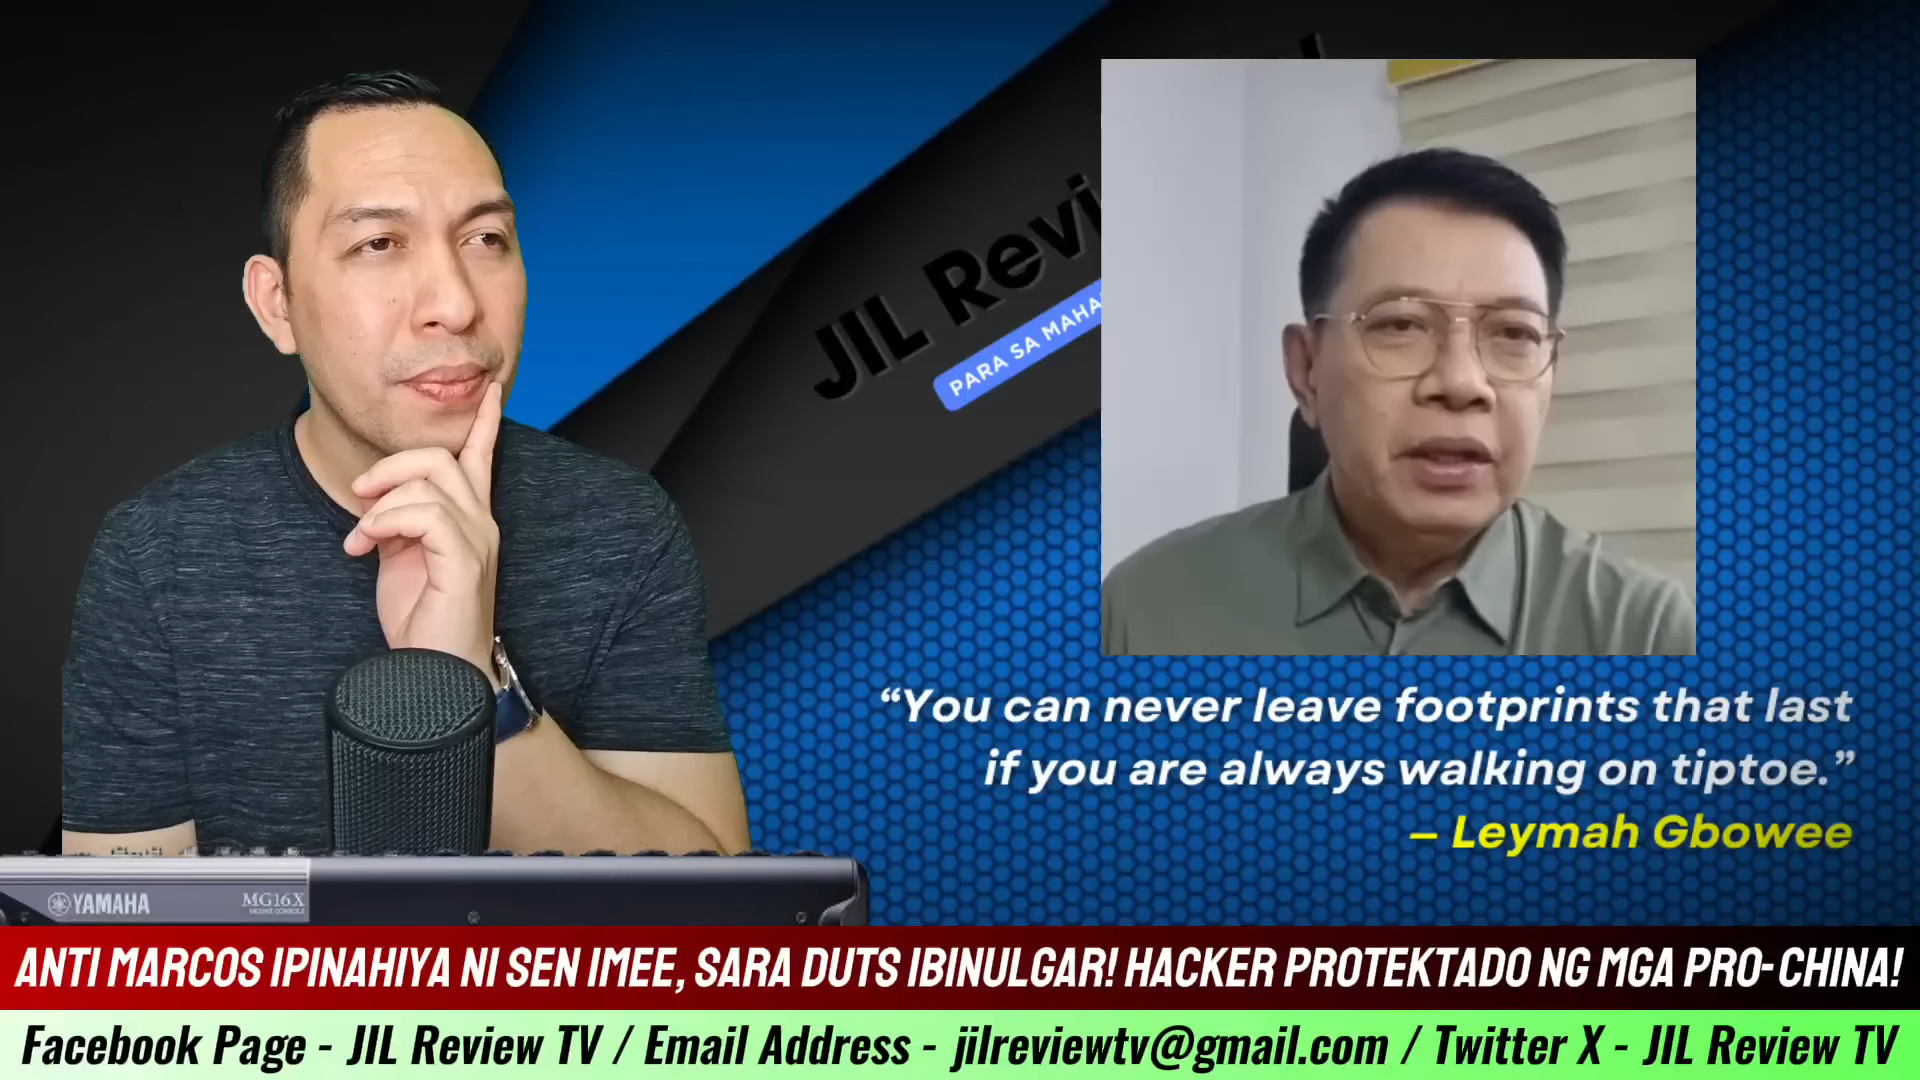 JIL Revi
PARA SA MAHA
“You can never leave footprints that last
if you are always walking on tiptoe.”
– Leymah Gbowee
YAMAHA
MG16X
MIXING CONSOLE
ANTI MARCOS IPINAHIYA NI SEN IMEE, SARA DUTS IBINULGAR! HACKER PROTEKTADO NG MGA PRO-CHINA!
Facebook Page - JIL Review TV / Email Address - jilreviewtv@gmail.com / Twitter X - JIL Review TV